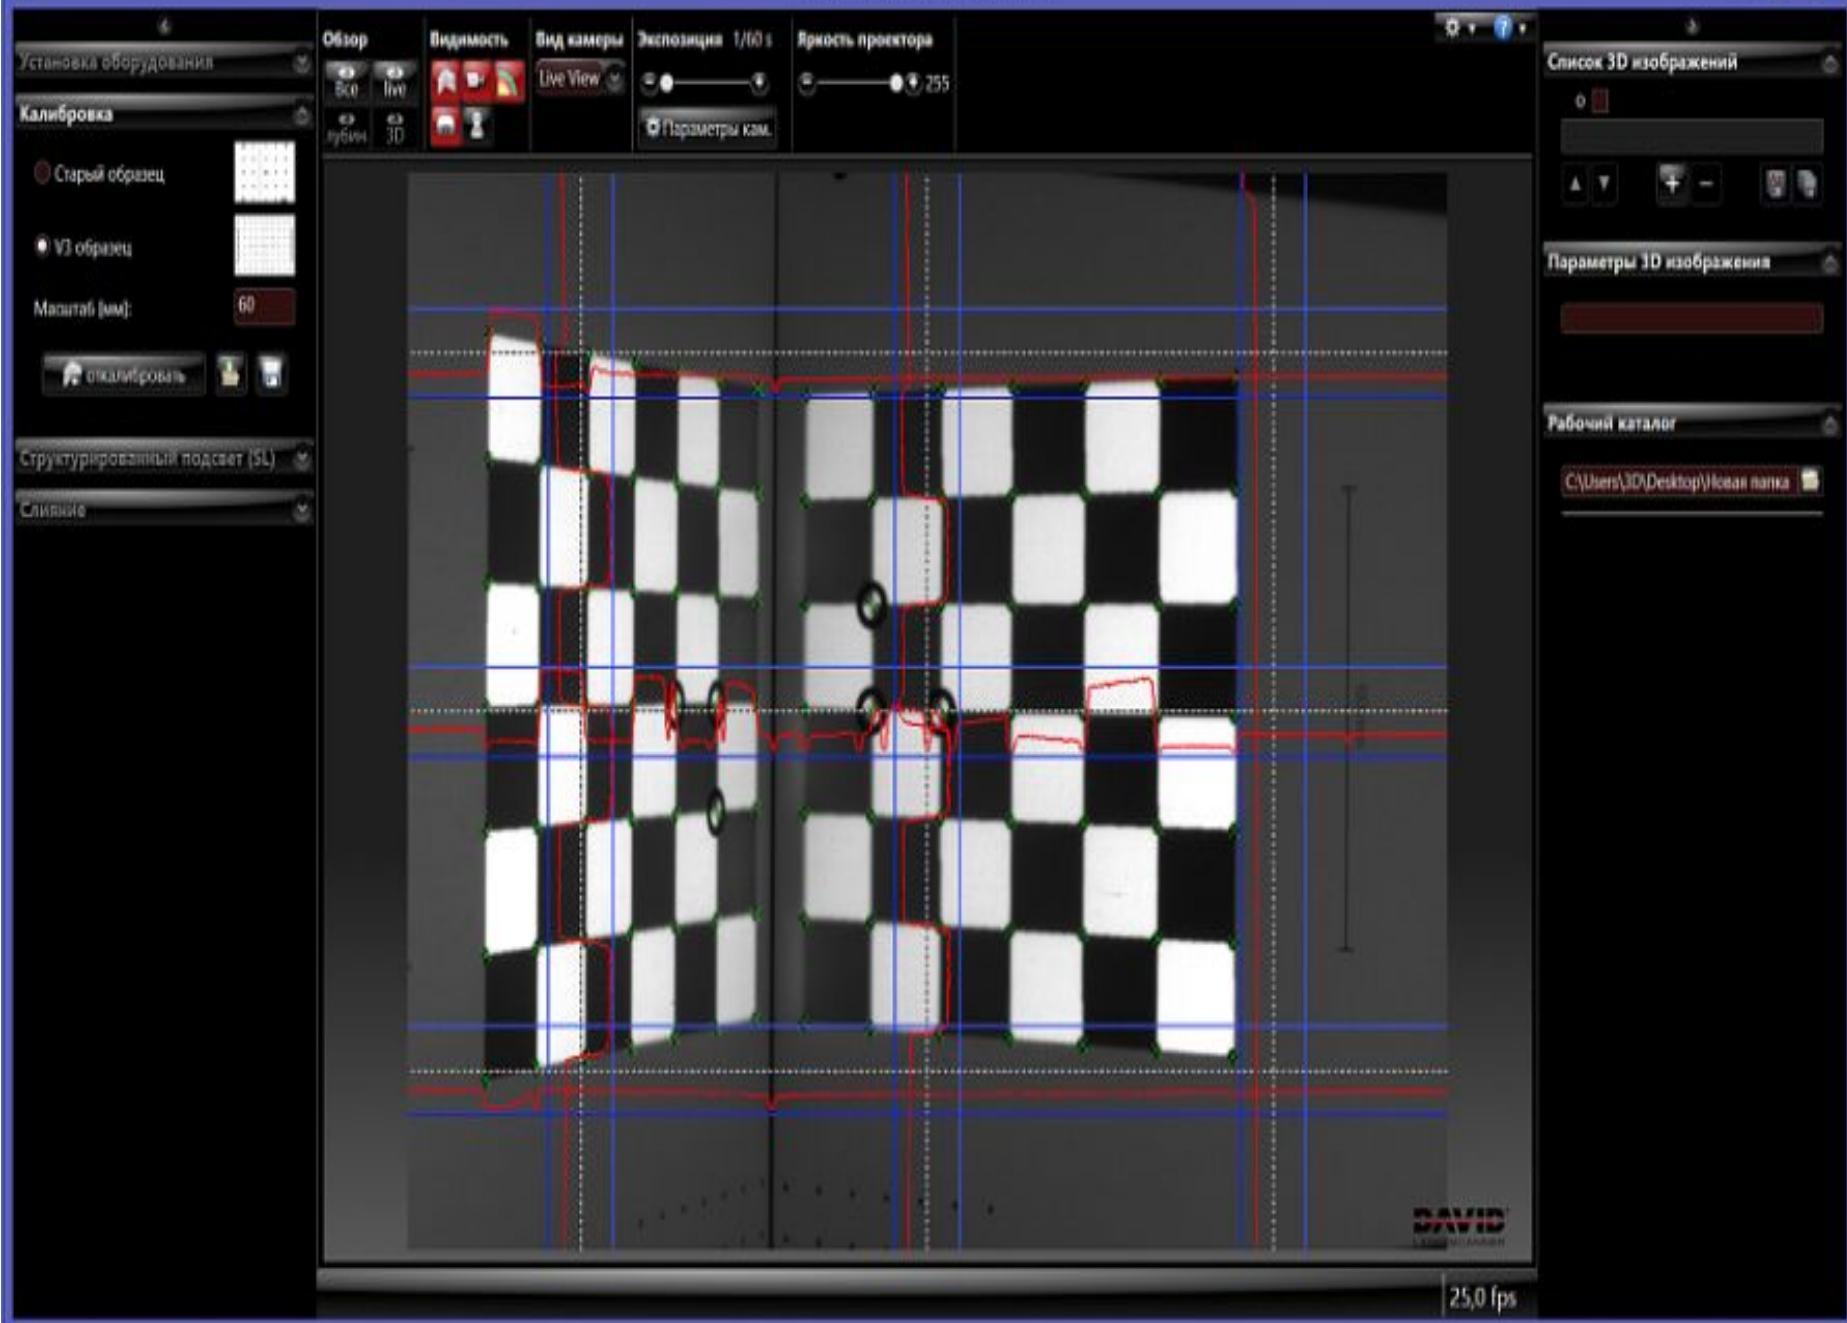 Установка оборудования
Калибровка
Старый образец
V3 образец
Масштаб [мм]:
60
откалибровать
Структурированный подсвет (SL)
Слияние
Обзор
Все
live
3D
Видимость
Вид камеры
Live View
Экспозиция 1/60 s
Параметры кам.
Яркость проектора
255
?
Список 3D изображений
0
Параметры 3D изображения
Рабочий каталог
C:\Users\3D\Desktop\Новая папка
DAVID
25,0 fps